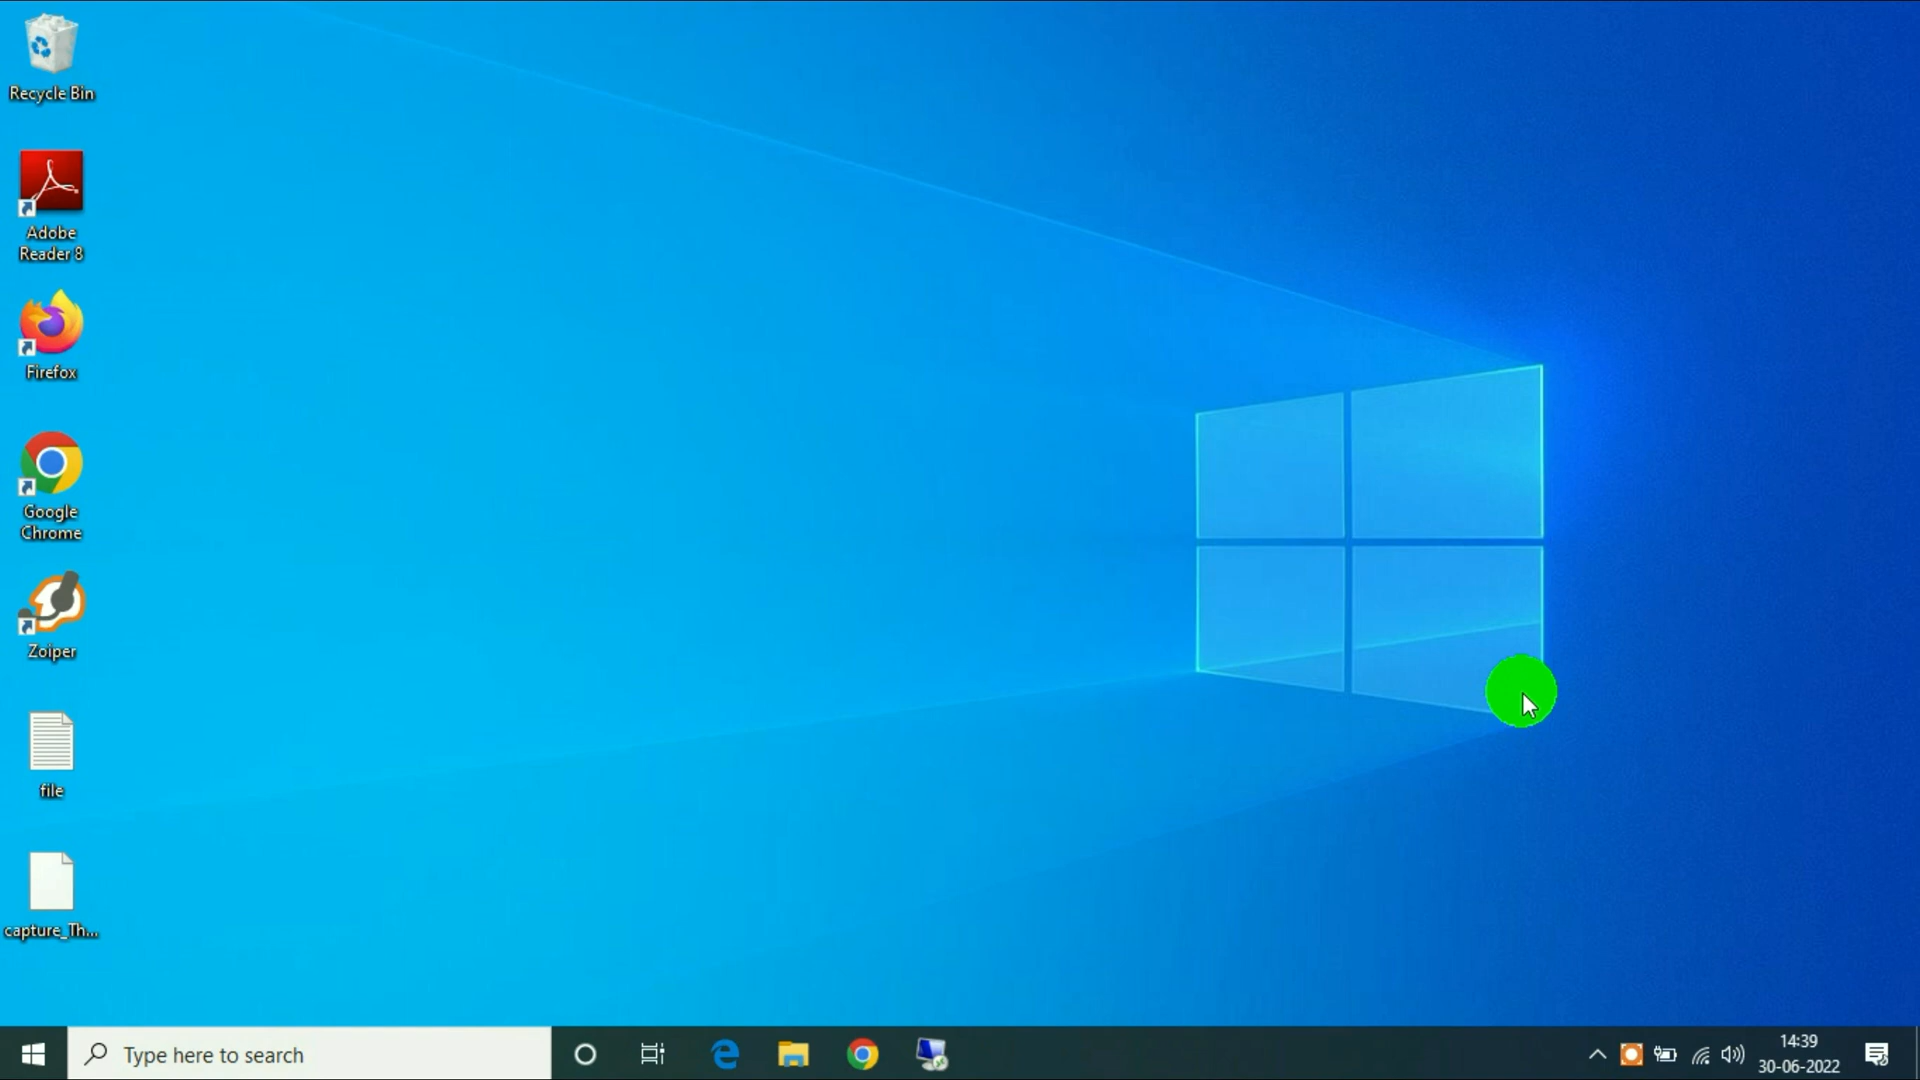 Recycle Bin
Adobe
Reader 8
Firefox
Google
Chrome
Zoiper
file
capture_Th...
Type here to search
14:39
30-06-2022